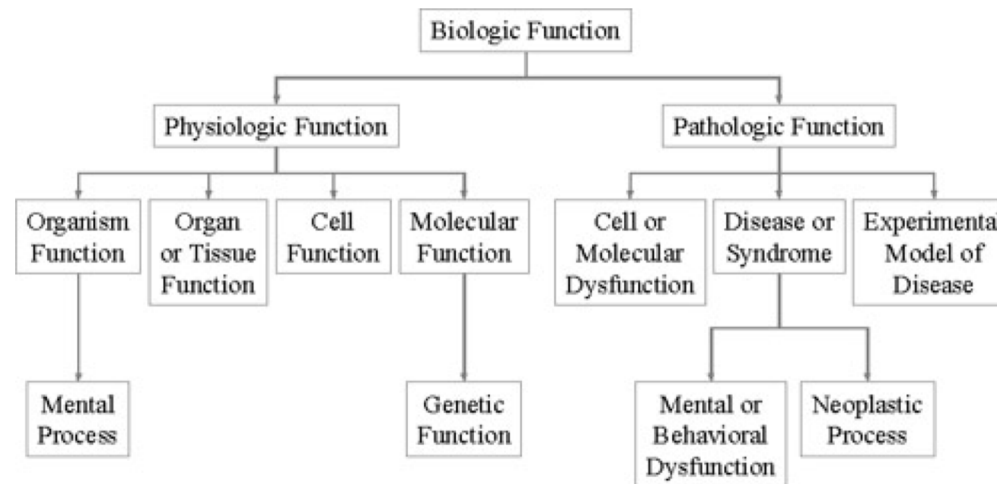 Biologic Function
Physiologic Function
Pathologic Function
Organism
Function
Organ
or Tissue
Function
Cell
Function
Molecular
Function
Cell or
Molecular
Dysfunction
Disease or
Syndrome
Experimental
Model of
Disease
Mental
Process
Genetic
Function
Mental or
Behavioral
Dysfunction
Neoplastic
Process